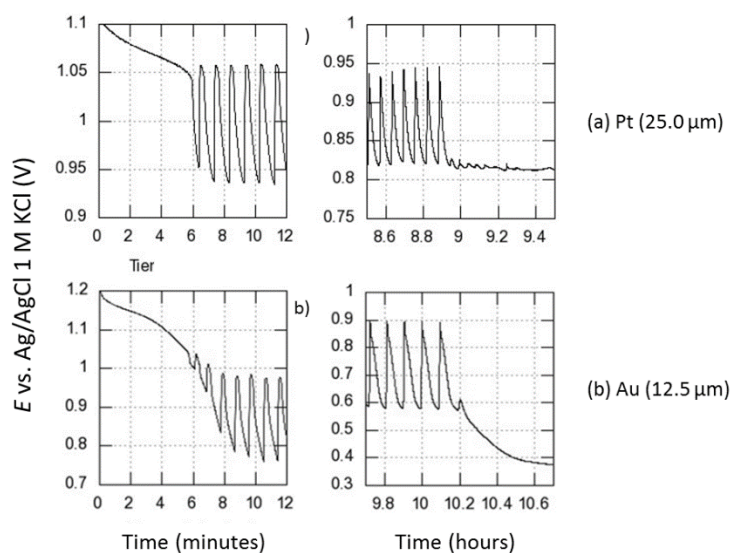 E vs. Ag/AgCl 1 M KCl (V)
1.1
1.05
1
0.95
0.9
0 2 4 6 8 10 12
Tier
)
1
0.95
0.9
0.85
0.8
0.75
8.6 8.8 9 9.2 9.4
(a) Pt (25.0 µm)
1.2
1.1
1
0.9
0.8
0.7
0 2 4 6 8 10 12
Time (minutes)
b)
1
0.9
0.8
0.7
0.6
0.5
0.4
0.3
9.8 10 10.2 10.6
Time (hours)
(b) Au (12.5 µm)